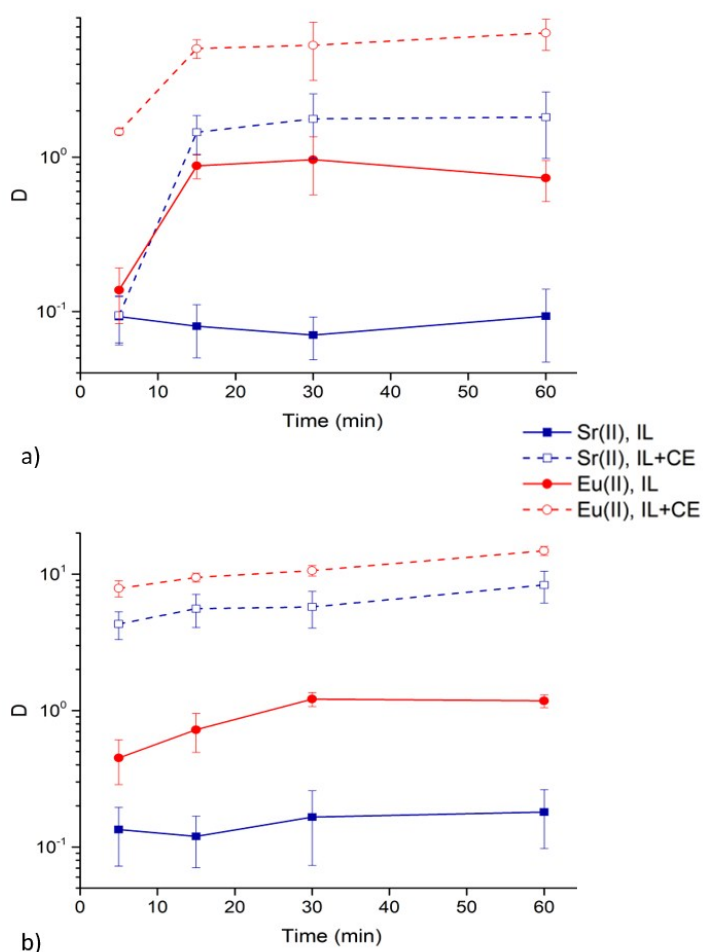 D
10⁰
10⁻¹
0 10 20 30 40 50 60
Time (min)
a)
Sr(II), IL
Sr(II), IL+CE
Eu(II), IL
Eu(II), IL+CE
D
10¹
10⁰
10⁻¹
0 10 20 30 40 50 60
Time (min)
b)